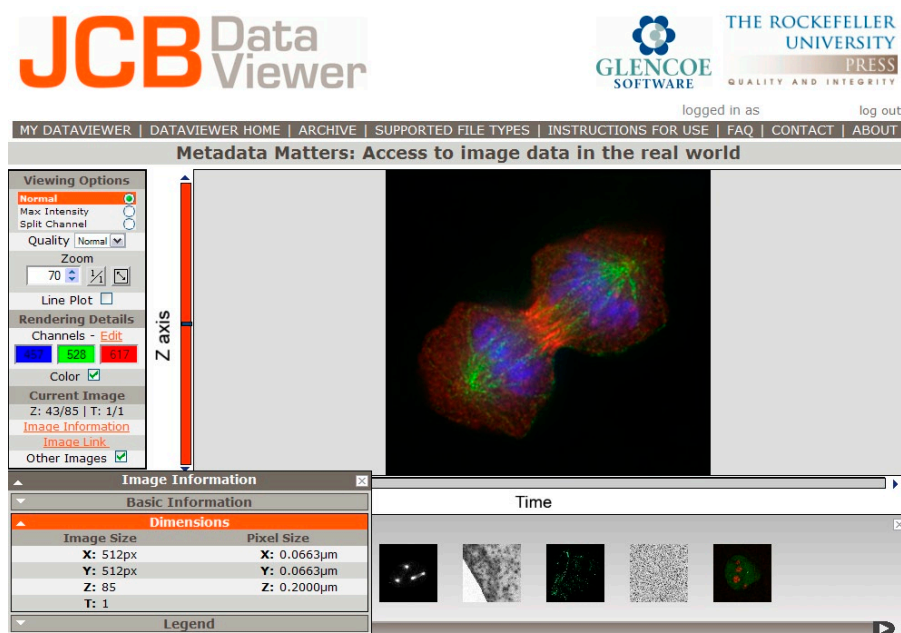 JCB Data Viewer
GLENCOE SOFTWARE
THE ROCKEFELLER UNIVERSITY PRESS
QUALITY AND INTEGRITY
logged in as
log out
MY DATAVIEWER | DATAVIEWER HOME | ARCHIVE | SUPPORTED FILE TYPES | INSTRUCTIONS FOR USE | FAQ | CONTACT | ABOUT
Metadata Matters: Access to image data in the real world
Viewing Options
Normal
Max Intensity
Split Channel
Quality Normal
Zoom
70 1/1
Line Plot
Rendering Details
Channels - Edit
457 528 617
Color
Current Image
Z: 43/85 | T: 1/1
Image Information
Image Link
Other Images
Z axis
Time
Image Information
Basic Information
Dimensions
Image Size Pixel Size
X: 512px X: 0.0663µm
Y: 512px Y: 0.0663µm
Z: 85 Z: 0.2000µm
T: 1
Legend